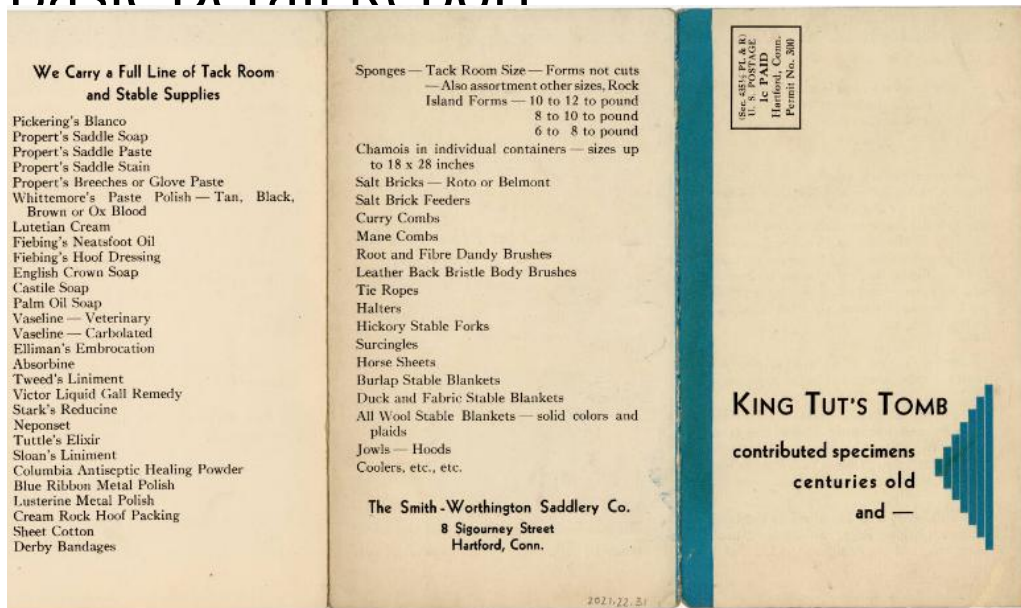 We Carry a Full Line of Tack Room
and Stable Supplies
Pickering's Blanco
Propert's Saddle Soap
Propert's Saddle Paste
Propert's Saddle Stain
Propert's Breeches or Glove Paste
Whittemore's Paste Polish — Tan, Black,
Brown or Ox Blood
Lutetian Cream
Fiebing's Neatsfoot Oil
Fiebing's Hoof Dressing
English Crown Soap
Castile Soap
Palm Oil Soap
Vaseline — Veterinary
Vaseline — Carbolated
Elliman's Embrocation
Absorbine
Tweed's Liniment
Victor Liquid Gall Remedy
Stark's Reducine
Neponset
Tuttle's Elixir
Sloan's Liniment
Columbia Antiseptic Healing Powder
Blue Ribbon Metal Polish
Lusterine Metal Polish
Cream Rock Hoof Packing
Sheet Cotton
Derby Bandages
Sponges — Tack Room Size — Forms not cuts
— Also assortment other sizes, Rock
Island Forms — 10 to 12 to pound
8 to 10 to pound
6 to 8 to pound
Chamois in individual containers — sizes up
to 18 x 28 inches
Salt Bricks — Roto or Belmont
Salt Brick Feeders
Curry Combs
Mane Combs
Root and Fibre Dandy Brushes
Leather Back Bristle Body Brushes
Tie Ropes
Halters
Hickory Stable Forks
Surcingles
Horse Sheets
Burlap Stable Blankets
Duck and Fabric Stable Blankets
All Wool Stable Blankets — solid colors and
plaids
Jowls — Hoods
Coolers, etc., etc.
The Smith-Worthington Saddlery Co.
8 Sigourney Street
Hartford, Conn.
2021.22.31
(Sec. 435½ PL & R)
U. S. POSTAGE
1c PAID
Hartford, Conn.
Permit No. 300
KING TUT'S TOMB
contributed specimens
centuries old
and —